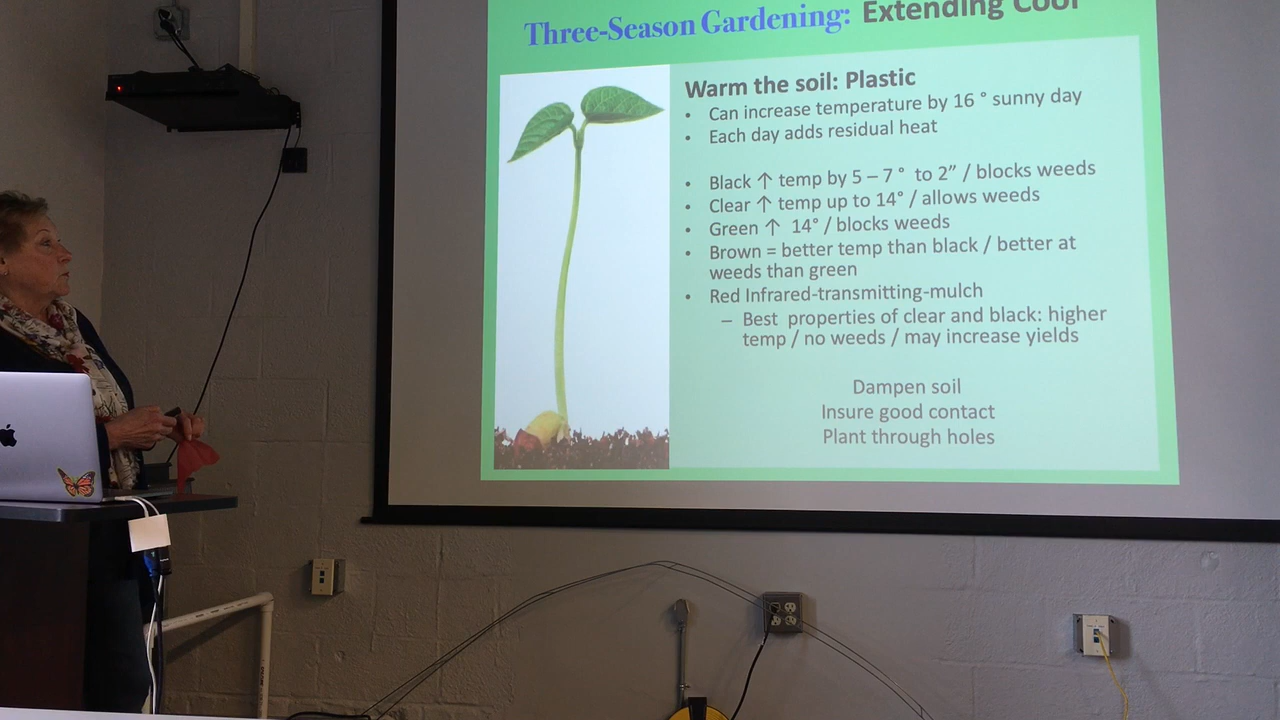 Three-Season Gardening: Extending Cool
Warm the soil: Plastic
• Can increase temperature by 16 ° sunny day
• Each day adds residual heat
• Black ↑ temp by 5 – 7 ° to 2” / blocks weeds
• Clear ↑ temp up to 14° / allows weeds
• Green ↑ 14° / blocks weeds
• Brown = better temp than black / better at
weeds than green
• Red Infrared-transmitting-mulch
– Best properties of clear and black: higher
temp / no weeds / may increase yields
Dampen soil
Insure good contact
Plant through holes